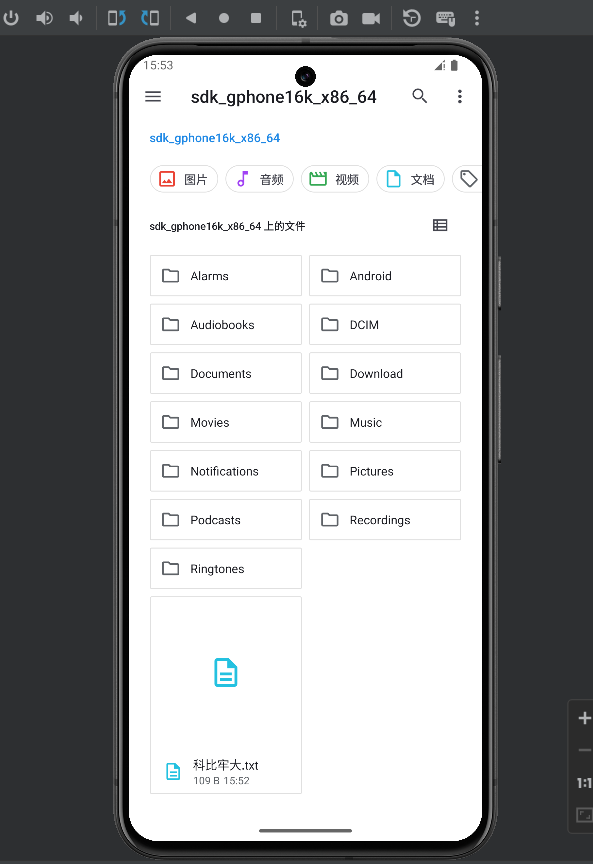 15:53
sdk_gphone16k_x86_64
sdk_gphone16k_x86_64
图片 音频 视频 文档
sdk_gphone16k_x86_64 上的文件
Alarms Android
Audiobooks DCIM
Documents Download
Movies Music
Notifications Pictures
Podcasts Recordings
Ringtones
科比牢大.txt
109 B 15:52
1:1